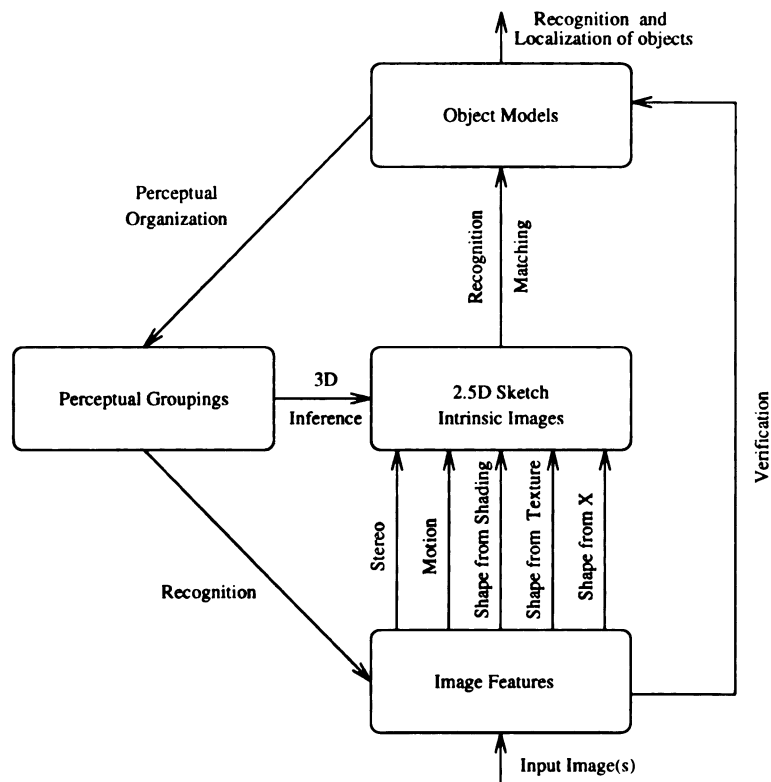 Recognition and
Localization of objects
Object Models
Perceptual
Organization
Recognition
Matching
Perceptual Groupings
3D
Inference
2.5D Sketch
Intrinsic Images
Verification
Stereo
Motion
Shape from Shading
Shape from Texture
Shape from X
Recognition
Image Features
Input Image(s)